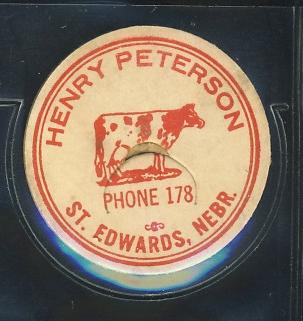 HENRY PETERSON
PHONE 178
ST. EDWARDS, NEBR.